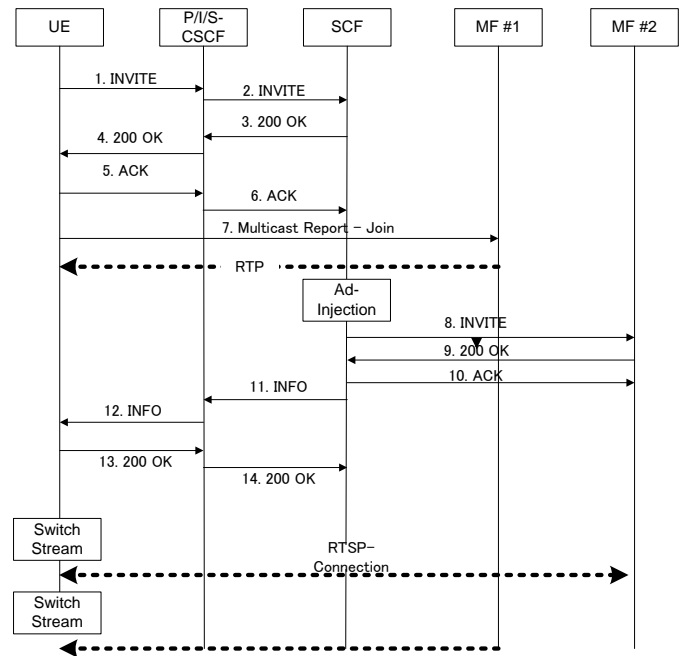 UE
P/I/S-
CSCF
SCF
MF #1
MF #2
1. INVITE
2. INVITE
3. 200 OK
4. 200 OK
5. ACK
6. ACK
7. Multicast Report - Join
RTP
Ad-
Injection
8. INVITE
9. 200 OK
10. ACK
11. INFO
12. INFO
13. 200 OK
14. 200 OK
Switch
Stream
RTSP-
Connection
Switch
Stream